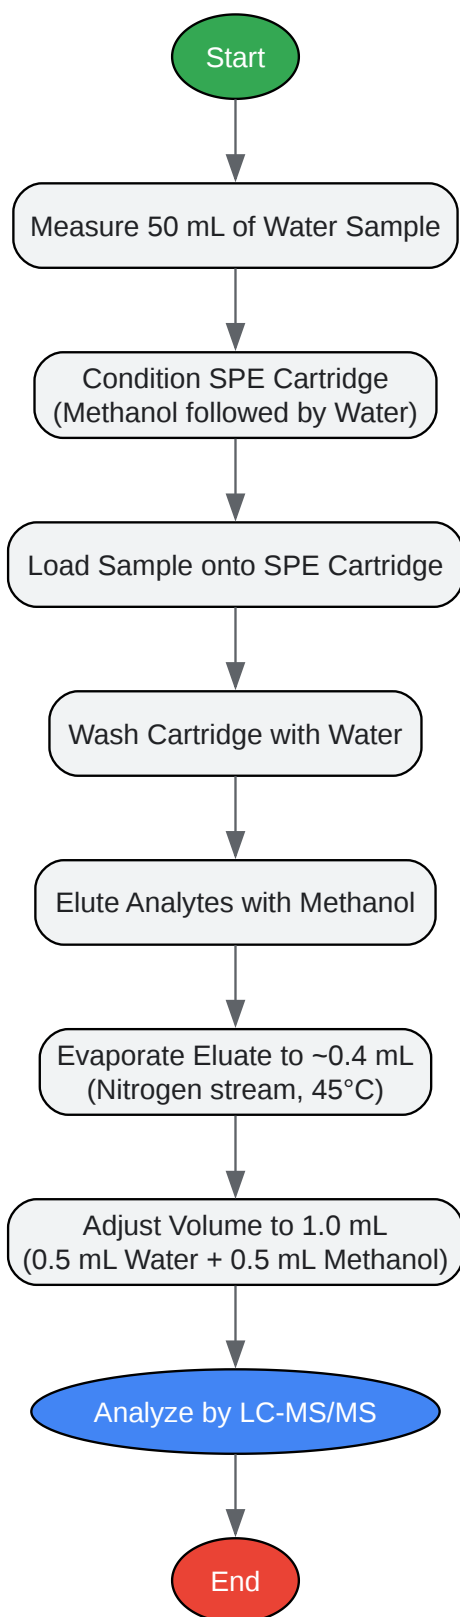 Start
Measure 50 mL of Water Sample
Condition SPE Cartridge
(Methanol followed by Water)
Load Sample onto SPE Cartridge
Wash Cartridge with Water
Elute Analytes with Methanol
Evaporate Eluate to ~0.4 mL
(Nitrogen stream, 45°C)
Adjust Volume to 1.0 mL
(0.5 mL Water + 0.5 mL Methanol)
Analyze by LC-MS/MS
End